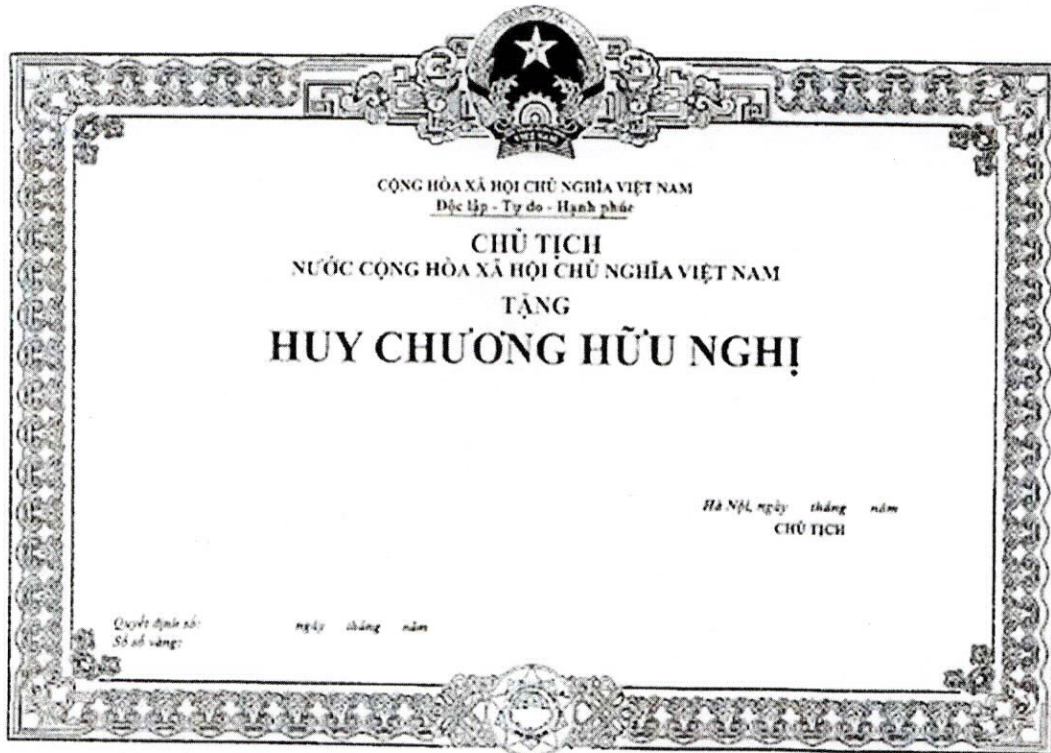 CỘNG HÒA XÃ HỘI CHỦ NGHĨA VIỆT NAM
Độc lập - Tự do - Hạnh phúc
CHỦ TỊCH
NƯỚC CỘNG HÒA XÃ HỘI CHỦ NGHĨA VIỆT NAM
TẶNG
HUY CHƯƠNG HỮU NGHỊ
Hà Nội, ngày tháng năm
CHỦ TỊCH
Quyết định số: ngày tháng năm
Số sổ vàng: